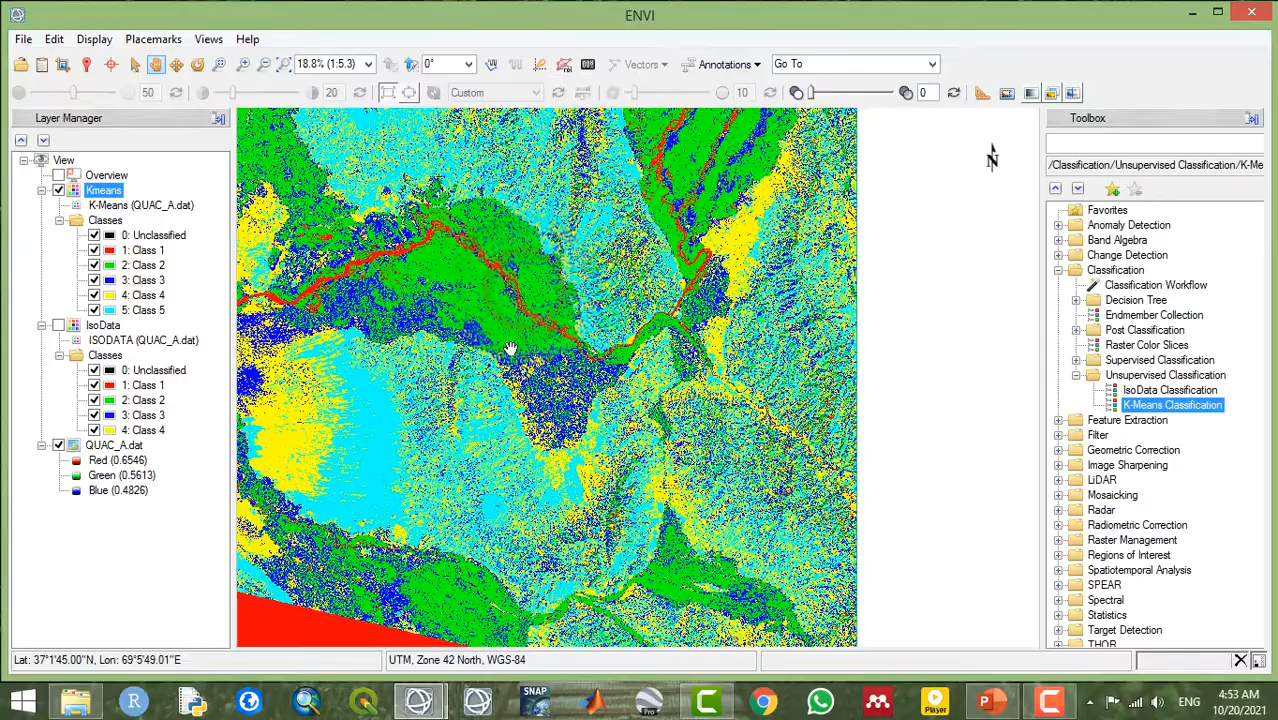 ENVI
File Edit Display Placemarks Views Help
18.8% (1:5.3) 0° Vectors Annotations Go To
50 20 Custom 10 0
Layer Manager
View
Overview
Kmeans
K-Means (QUAC_A.dat)
Classes
0: Unclassified
1: Class 1
2: Class 2
3: Class 3
4: Class 4
5: Class 5
IsoData
ISODATA (QUAC_A.dat)
Classes
0: Unclassified
1: Class 1
2: Class 2
3: Class 3
4: Class 4
QUAC_A.dat
Red (0.6546)
Green (0.5613)
Blue (0.4826)
N
Toolbox
/Classification/Unsupervised Classification/K-Me
Favorites
Anomaly Detection
Band Algebra
Change Detection
Classification
Classification Workflow
Decision Tree
Endmember Collection
Post Classification
Raster Color Slices
Supervised Classification
Unsupervised Classification
IsoData Classification
K-Means Classification
Feature Extraction
Filter
Geometric Correction
Image Sharpening
LiDAR
Mosaicking
Radar
Radiometric Correction
Raster Management
Regions of Interest
Spatiotemporal Analysis
SPEAR
Spectral
Statistics
Target Detection
THOR
Lat: 37°1'45.00"N, Lon: 69°5'49.01"E
UTM, Zone 42 North, WGS-84
R SNAP Pro Player P C ENG
4:53 AM
10/20/2021